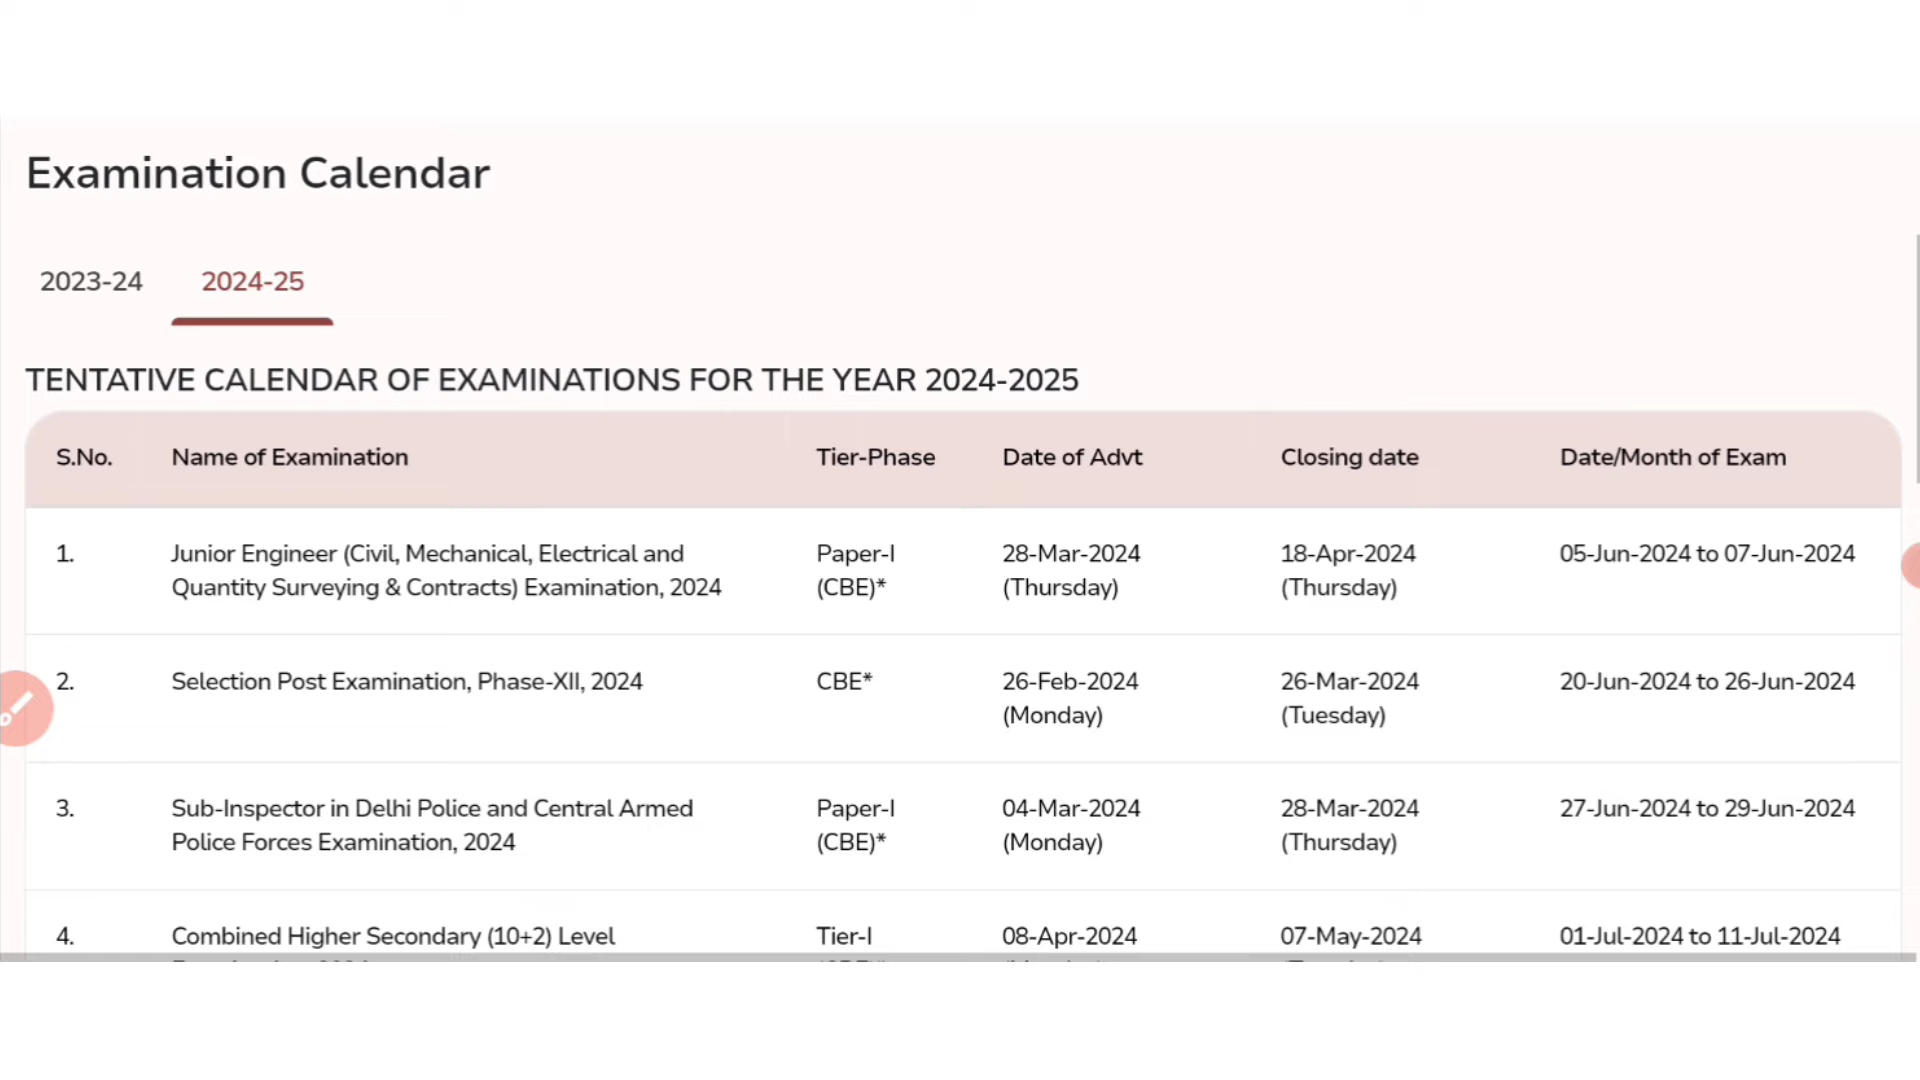 Examination Calendar
2023-24 2024-25
TENTATIVE CALENDAR OF EXAMINATIONS FOR THE YEAR 2024-2025
S.No. Name of Examination Tier-Phase Date of Advt Closing date Date/Month of Exam
1. Junior Engineer (Civil, Mechanical, Electrical and Paper-I 28-Mar-2024 18-Apr-2024 05-Jun-2024 to 07-Jun-2024
Quantity Surveying & Contracts) Examination, 2024 (CBE)* (Thursday) (Thursday)
2. Selection Post Examination, Phase-XII, 2024 CBE* 26-Feb-2024 26-Mar-2024 20-Jun-2024 to 26-Jun-2024
(Monday) (Tuesday)
3. Sub-Inspector in Delhi Police and Central Armed Paper-I 04-Mar-2024 28-Mar-2024 27-Jun-2024 to 29-Jun-2024
Police Forces Examination, 2024 (CBE)* (Monday) (Thursday)
4. Combined Higher Secondary (10+2) Level Tier-I 08-Apr-2024 07-May-2024 01-Jul-2024 to 11-Jul-2024